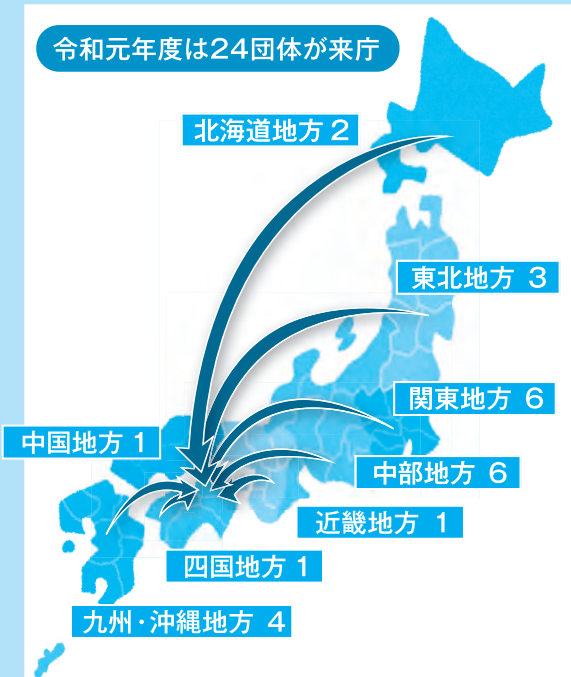 令和元年度は24団体が来庁
北海道地方 2
東北地方 3
関東地方 6
中国地方 1
中部地方 6
近畿地方 1
四国地方 1
九州・沖縄地方 4